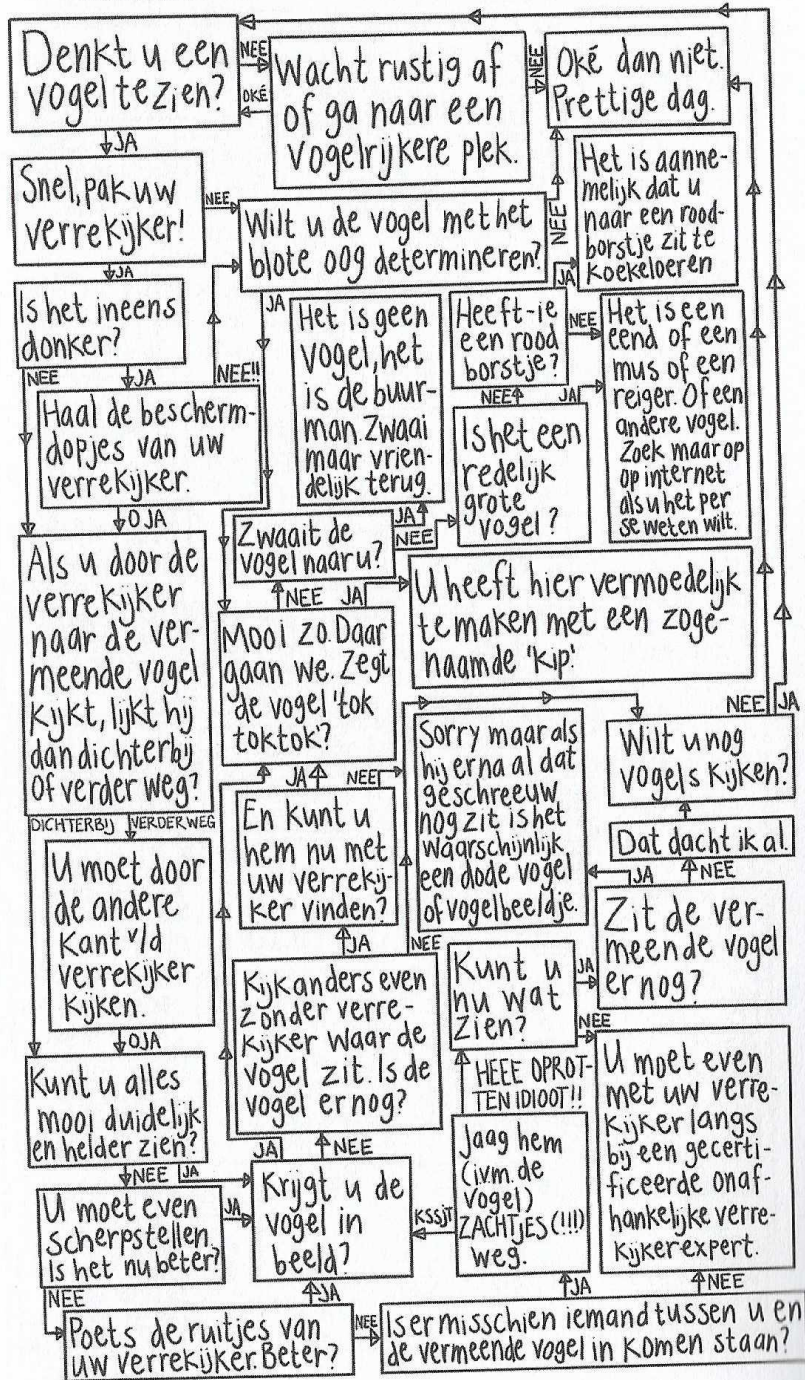 Denkt u een
vogel te zien?
NEE
OKÉ
Wacht rustig af
of ga naar een
vogelrijkere plek.
NEE
Oké dan niet.
Prettige dag.
JA
Snel, pak uw
verrekijker!
NEE
Wilt u de vogel met het
blote oog determineren?
NEE
Het is aanne-
melijk dat u
naar een rood-
borstje zit te
koekeloeren
JA
Is het ineens
donker?
NEE
JA
NEE!!
Haal de bescherm-
dopjes van uw
verrekijker.
O JA
JA
Het is geen
vogel, het
is de buur-
man. Zwaai
maar vrien-
delijk terug.
Heeft-ie
een rood
borstje?
JA
NEE
Het is een
eend of een
mus of een
reiger. Of een
andere vogel.
Zoek maar op
op internet
als u het per
se weten wilt.
NEE
JA
Is het een
redelijk
grote
vogel?
Zwaait de
vogel naar u?
JA
NEE
Als u door de
verrekijker
naar de ver-
meende vogel
kijkt, lijkt hij
dan dichterbij
of verder weg?
NEE
JA
U heeft hier vermoedelijk
te maken met een zoge-
naamde 'kip'.
Mooi zo. Daar
gaan we. Zegt
de vogel 'tok
toktok?
NEE
JA
Wilt u nog
vogels kijken?
Sorry maar als
hij er na al dat
geschreeuw
nog zit is het
waarschijnlijk
een dode vogel
of vogelbeeldje.
JA
NEE
En kunt u
hem nu met
uw verrekij-
ker vinden?
DICHTERBIJ
VERDER WEG
U moet door
de andere
kant v/d
verrekijker
kijken.
Dat dacht ik al.
JA
NEE
Zit de ver-
meende vogel
er nog?
JA
NEE
Kijk anders even
zonder verre-
kijker waar de
vogel zit. Is de
vogel er nog?
Kunt u
nu wat
zien?
JA
NEE
O JA
Kunt u alles
mooi duidelijk
en helder zien?
HEEE OPROT-
TEN IDIOOT!!
U moet even
met uw verre-
kijker langs
bij een gecerti-
ficeerde onaf-
hankelijke verre-
kijkerexpert.
NEE
JA
JA
NEE
Krijgt u de
vogel in
beeld?
KSSJT
Jaag hem
(i.v.m. de
vogel)
ZACHTJES (!!!)
weg.
U moet even
scherpstellen.
Is het nu beter?
JA
NEE
JA
JA
NEE
Poets de ruitjes van
uw verrekijker. Beter?
NEE
Is er misschien iemand tussen u en
de vermeende vogel in komen staan?